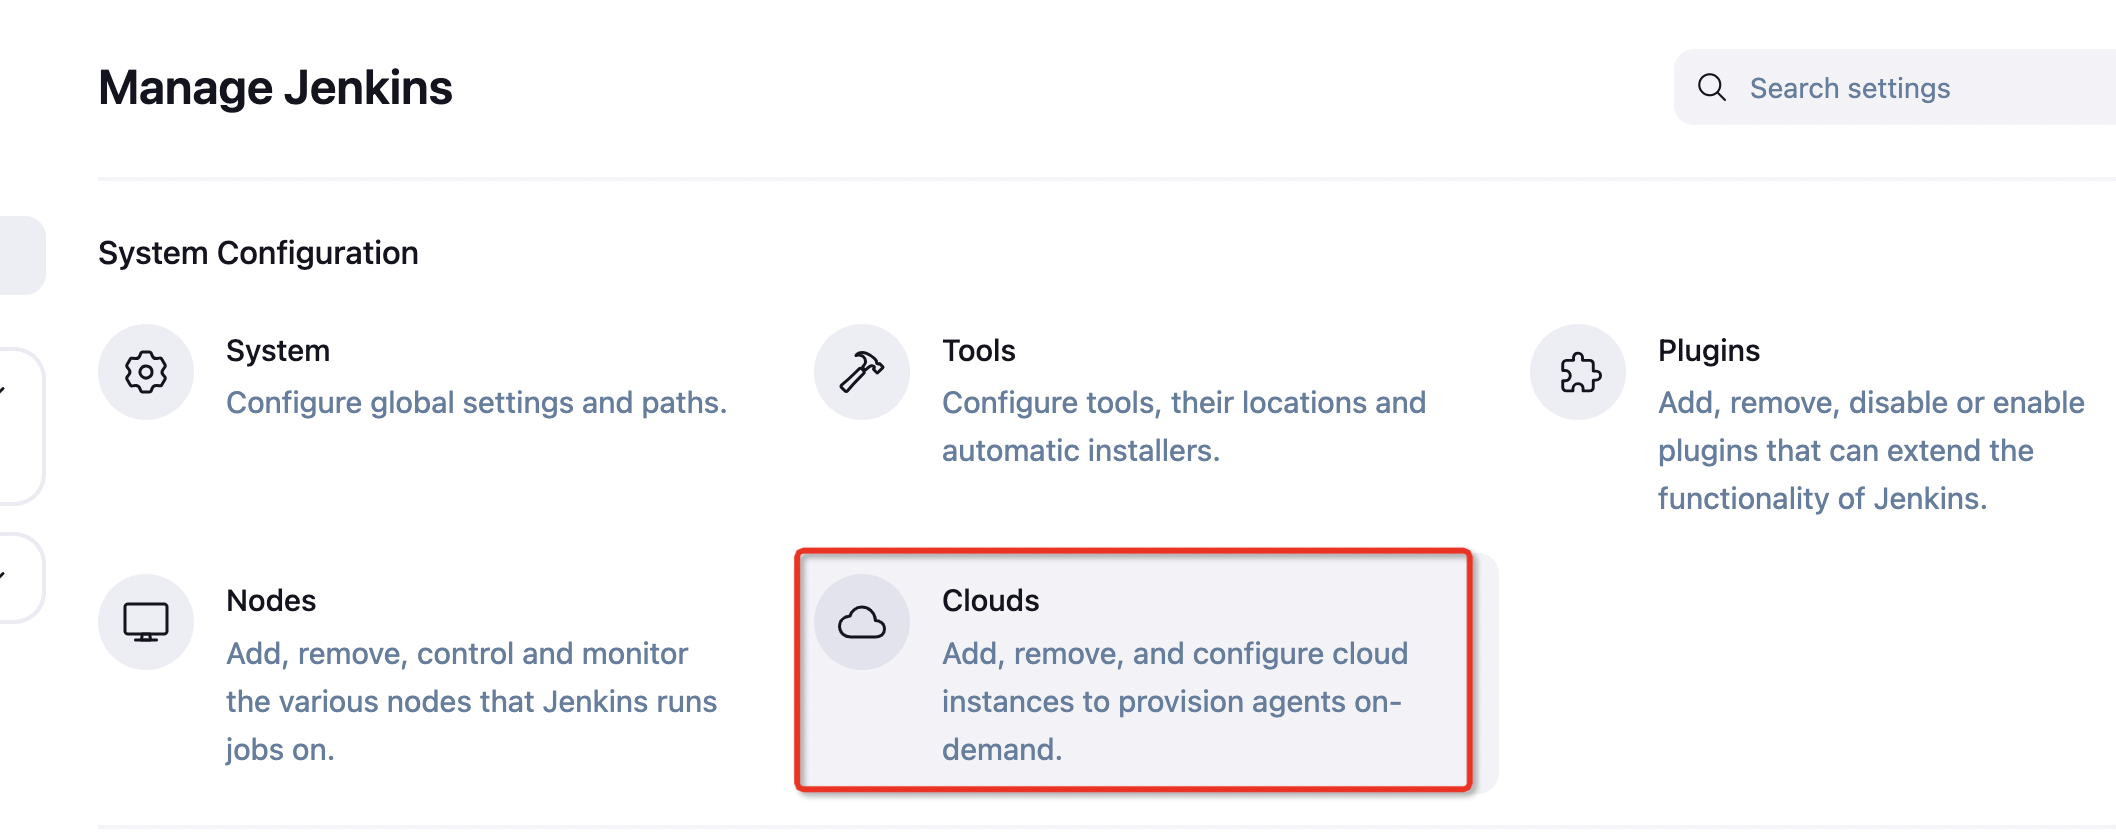 Manage Jenkins
Search settings
System Configuration
System
Configure global settings and paths.
Tools
Configure tools, their locations and
automatic installers.
Plugins
Add, remove, disable or enable
plugins that can extend the
functionality of Jenkins.
Nodes
Add, remove, control and monitor
the various nodes that Jenkins runs
jobs on.
Clouds
Add, remove, and configure cloud
instances to provision agents on-
demand.